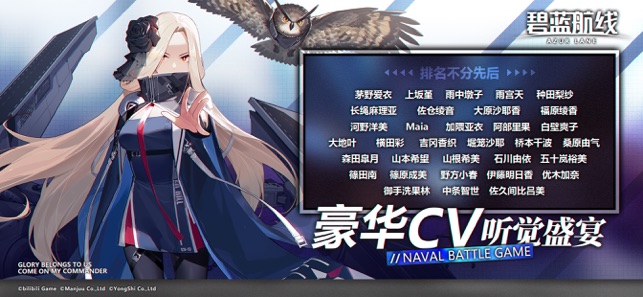 碧蓝航线
AZUR LANE
排名不分先后
茅野爱衣 上坂堇 雨中墩子 雨宫天 种田梨纱
长绳麻理亚 佐仓绫音 大原沙耶香 福原绫香
河野洋美 Maia 加隈亚衣 阿部里果 白壁爽子
大地叶 横田彩 吉冈香织 堀笼沙耶 桥本千波 桑原由气
森田皐月 山本希望 山根希美 石川由依 五十岚裕美
篠田南 篠原成美 野方小春 伊藤明日香 优木加奈
御手洗果林 中条智世 佐久间比吕美
豪华CV听觉盛宴
// NAVAL BATTLE GAME
GLORY BELONGS TO US
COME ON MY COMMANDER
©bilibili Game ©Manjuu Co.,Ltd ©YongShi Co.,Ltd